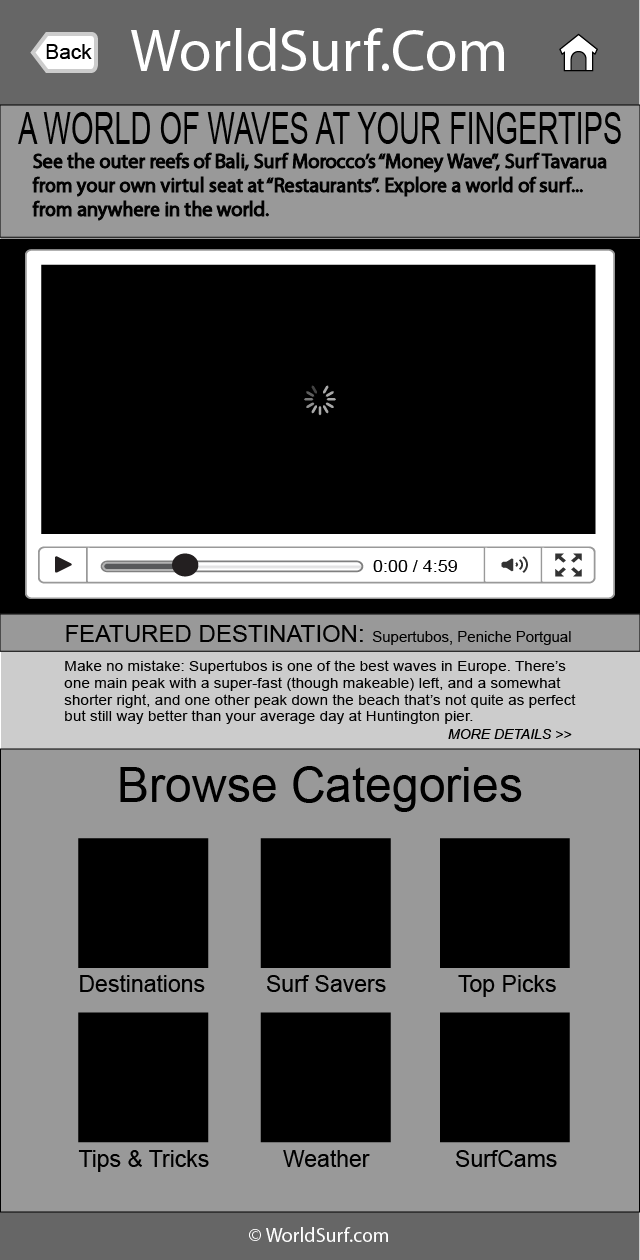 Back
WorldSurf.Com
A WORLD OF WAVES AT YOUR FINGERTIPS
See the outer reefs of Bali, Surf Morocco's "Money Wave", Surf Tavarua
from your own virtul seat at "Restaurants". Explore a world of surf...
from anywhere in the world.
0:00 / 4:59
FEATURED DESTINATION: Supertubos, Peniche Portgual
Make no mistake: Supertubos is one of the best waves in Europe. There's
one main peak with a super-fast (though makeable) left, and a somewhat
shorter right, and one other peak down the beach that's not quite as perfect
but still way better than your average day at Huntington pier.
MORE DETAILS >>
Browse Categories
Destinations
Surf Savers
Top Picks
Tips & Tricks
Weather
SurfCams
© WorldSurf.com